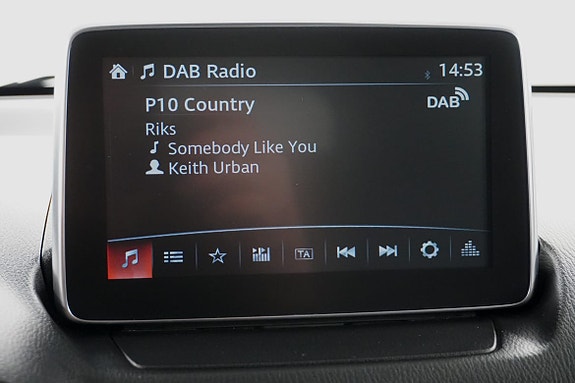 DAB Radio 14:53
P10 Country DAB
Riks
Somebody Like You
Keith Urban
TA